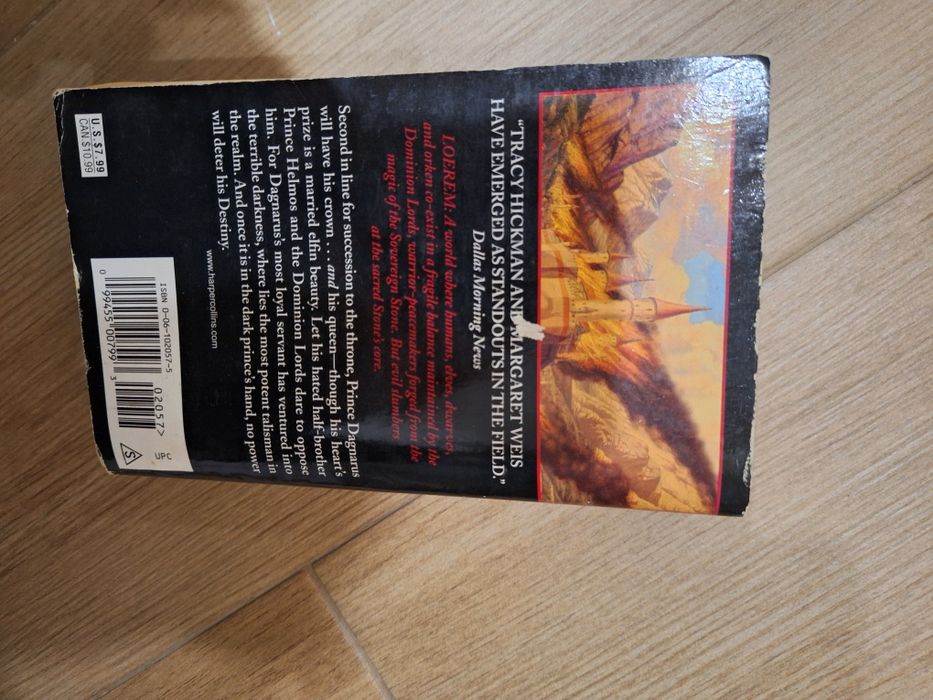 "TRACY HICKMAN AND MARGARET WEIS
HAVE EMERGED AS STANDOUTS IN THE FIELD."
Dallas Morning News
LOEREM: A world where humans, elves, dwarves,
and orken co-exist in a fragile balance maintained by the
Dominion Lords, warrior-peacemakers forged from the
magic of the Sovereign Stone. But evil slumbers
at the sacred Stone's core.
Second in line for succession to the throne, Prince Dagnarus
will have his crown . . . and his queen—though his heart's
prize is a married elfin beauty. Let his hated half-brother
Prince Helmos and the Dominion Lords dare to oppose
him. For Dagnarus's most loyal servant has ventured into
the terrible darkness, where lies the most potent talisman in
the realm. And once it is in the dark prince's hand, no power
will deter his Destiny.
www.harpercollins.com
U.S. $7.99
CAN $10.99
ISBN 0-06-102057-5
0 99455 00799 3
02057>
S
UPC